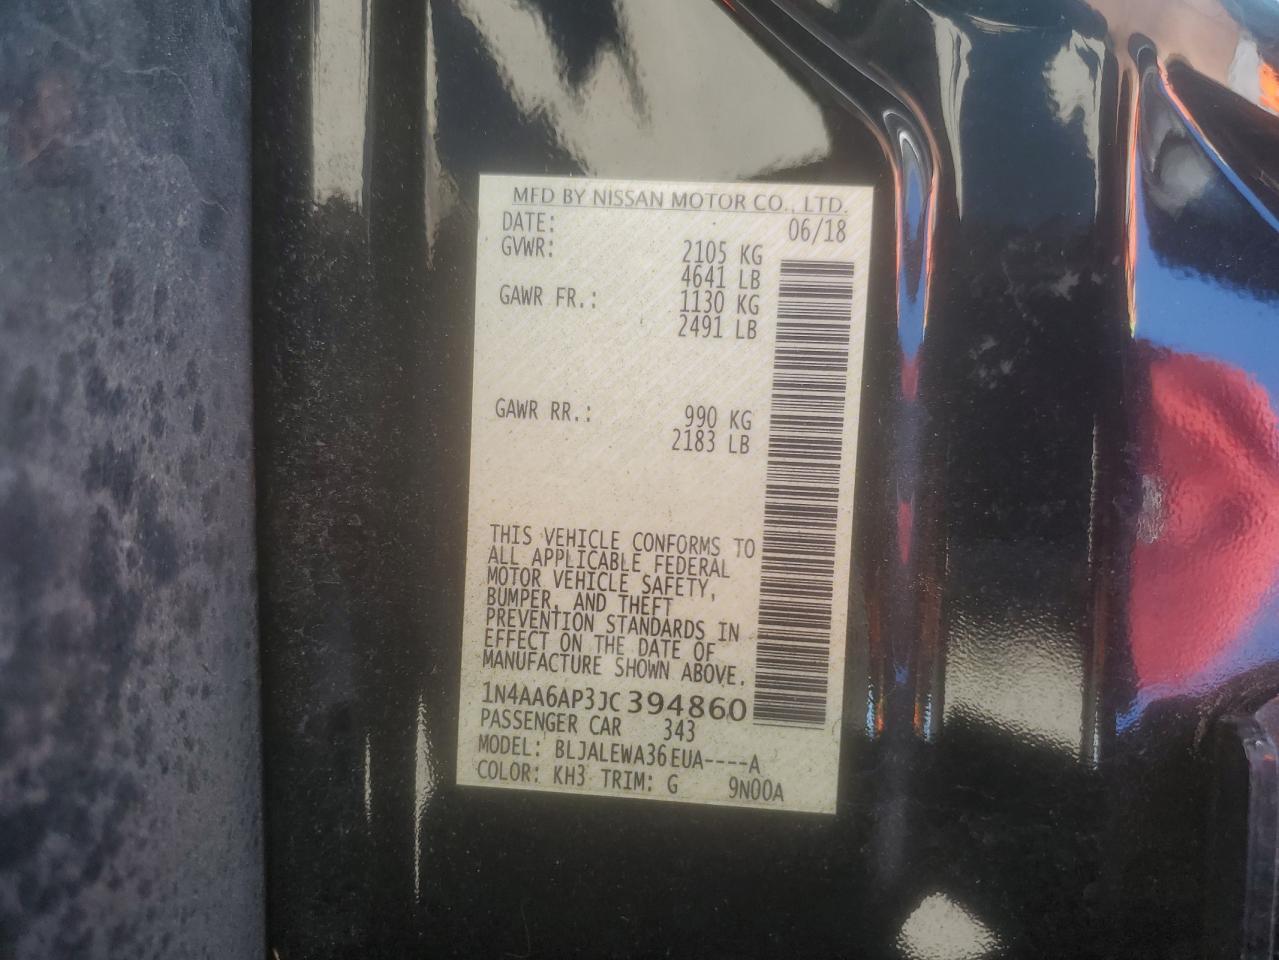 MFD BY NISSAN MOTOR CO., LTD.
DATE: 06/18
GVWR: 2105 KG
4641 LB
GAWR FR.: 1130 KG
2491 LB
GAWR RR.: 990 KG
2183 LB
THIS VEHICLE CONFORMS TO
ALL APPLICABLE FEDERAL
MOTOR VEHICLE SAFETY,
BUMPER, AND THEFT
PREVENTION STANDARDS IN
EFFECT ON THE DATE OF
MANUFACTURE SHOWN ABOVE.
1N4AA6AP3JC394860
PASSENGER CAR 343
MODEL: BLJALEWA36EUA----A
COLOR: KH3 TRIM: G 9N00A